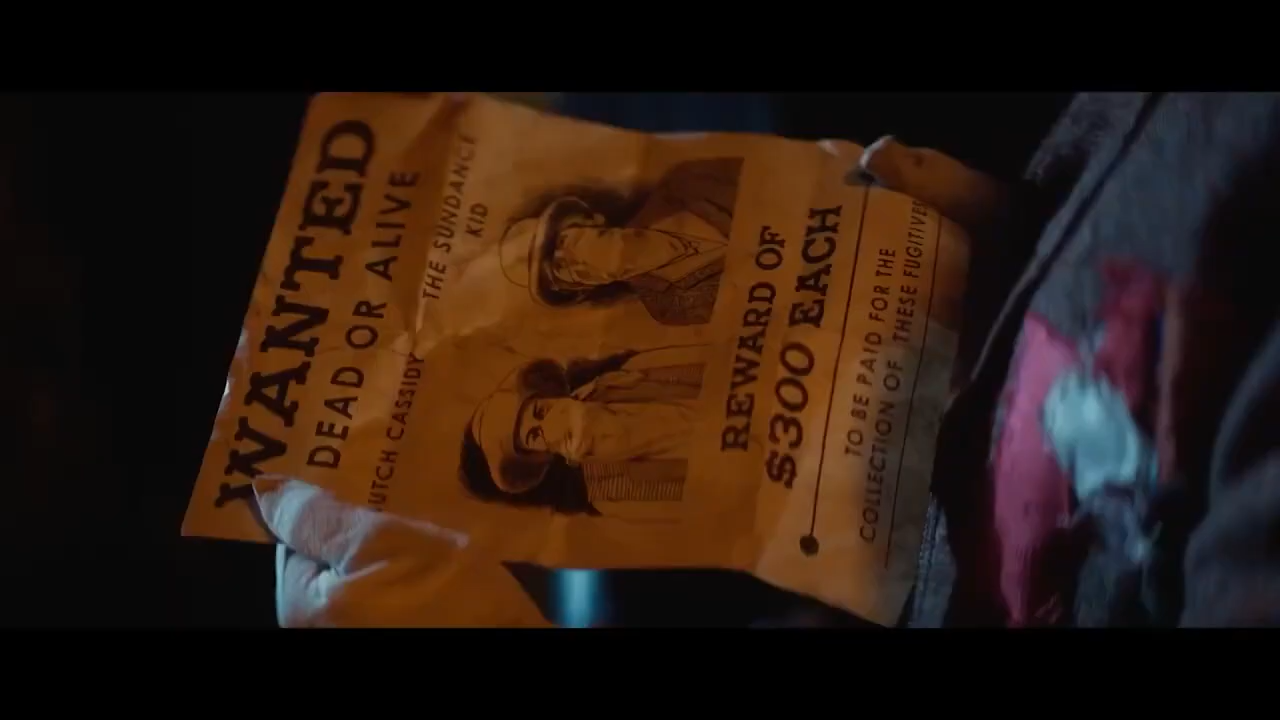 WANTED
DEAD OR ALIVE
UTCH CASSIDY THE SUNDANCE
KID
REWARD OF
$300 EACH
TO BE PAID FOR THE
COLLECTION OF THESE FUGITIVES